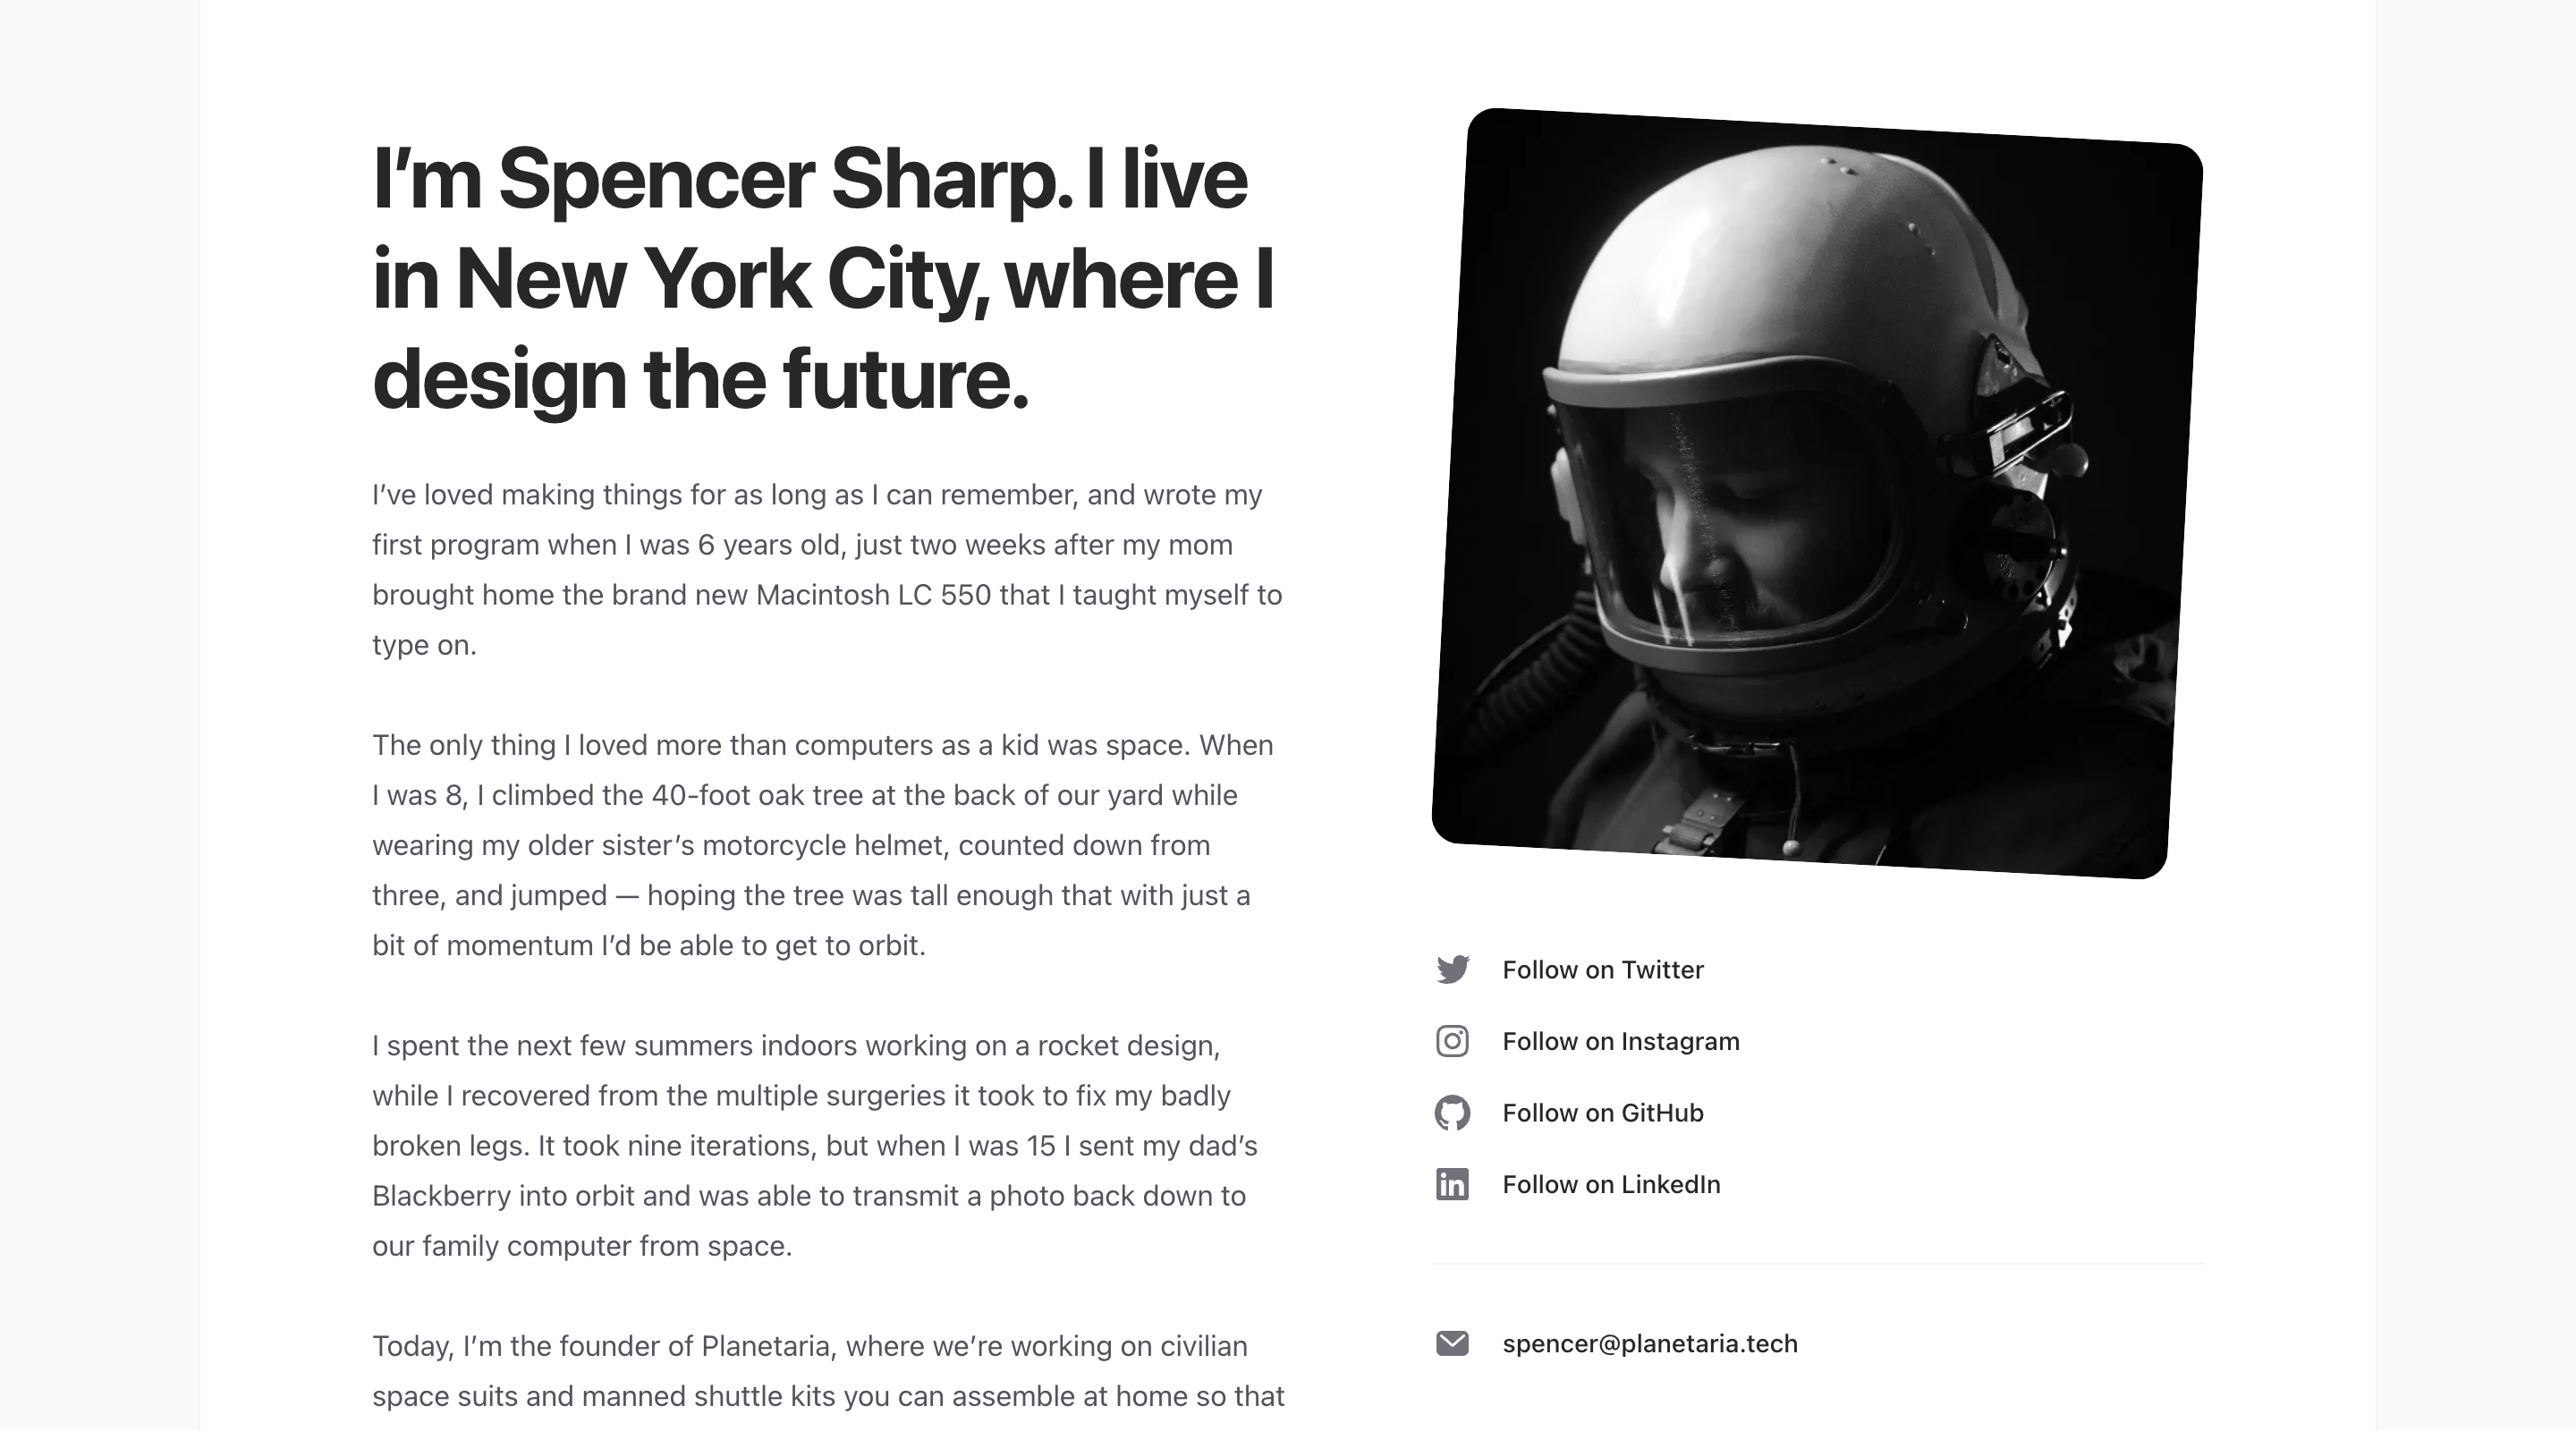 I’m Spencer Sharp. I live
in New York City, where I
design the future.
I’ve loved making things for as long as I can remember, and wrote my
first program when I was 6 years old, just two weeks after my mom
brought home the brand new Macintosh LC 550 that I taught myself to
type on.
The only thing I loved more than computers as a kid was space. When
I was 8, I climbed the 40-foot oak tree at the back of our yard while
wearing my older sister’s motorcycle helmet, counted down from
three, and jumped — hoping the tree was tall enough that with just a
bit of momentum I’d be able to get to orbit.
I spent the next few summers indoors working on a rocket design,
while I recovered from the multiple surgeries it took to fix my badly
broken legs. It took nine iterations, but when I was 15 I sent my dad’s
Blackberry into orbit and was able to transmit a photo back down to
our family computer from space.
Today, I’m the founder of Planetaria, where we’re working on civilian
space suits and manned shuttle kits you can assemble at home so that
Follow on Twitter
Follow on Instagram
Follow on GitHub
Follow on LinkedIn
spencer@planetaria.tech